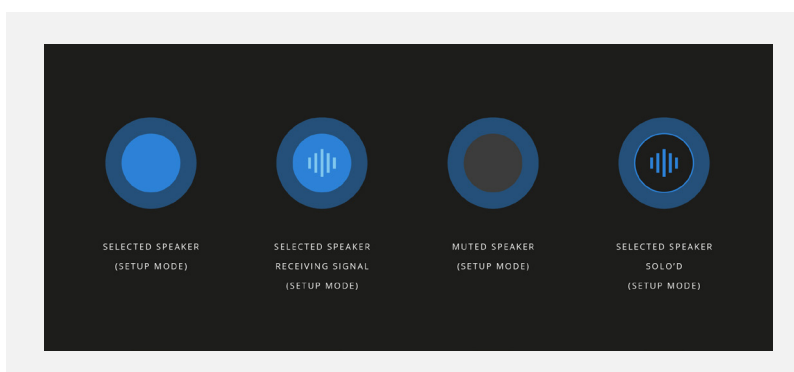 SELECTED SPEAKER
(SETUP MODE)
SELECTED SPEAKER
RECEIVING SIGNAL
(SETUP MODE)
MUTED SPEAKER
(SETUP MODE)
SELECTED SPEAKER
SOLO'D
(SETUP MODE)